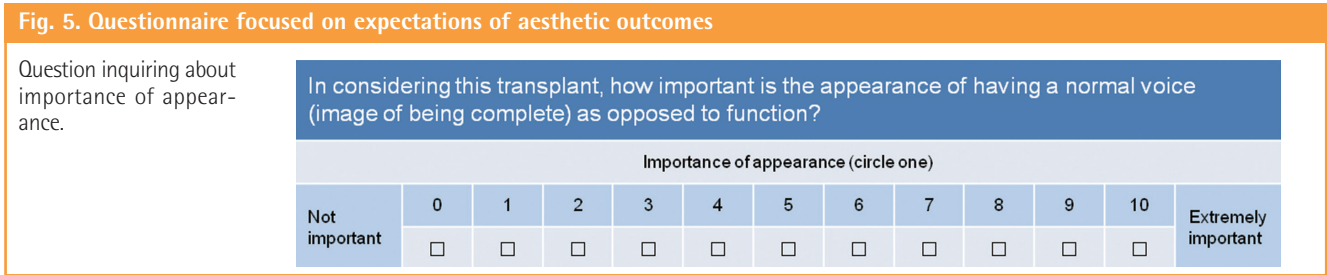 Fig. 5. Questionnaire focused on expectations of aesthetic outcomes
Question inquiring about
importance of appear-
ance.
In considering this transplant, how important is the appearance of having a normal voice
(image of being complete) as opposed to function?
Importance of appearance (circle one)
Not
important
0 1 2 3 4 5 6 7 8 9 10
☐ ☐ ☐ ☐ ☐ ☐ ☐ ☐ ☐ ☐ ☐
Extremely
important